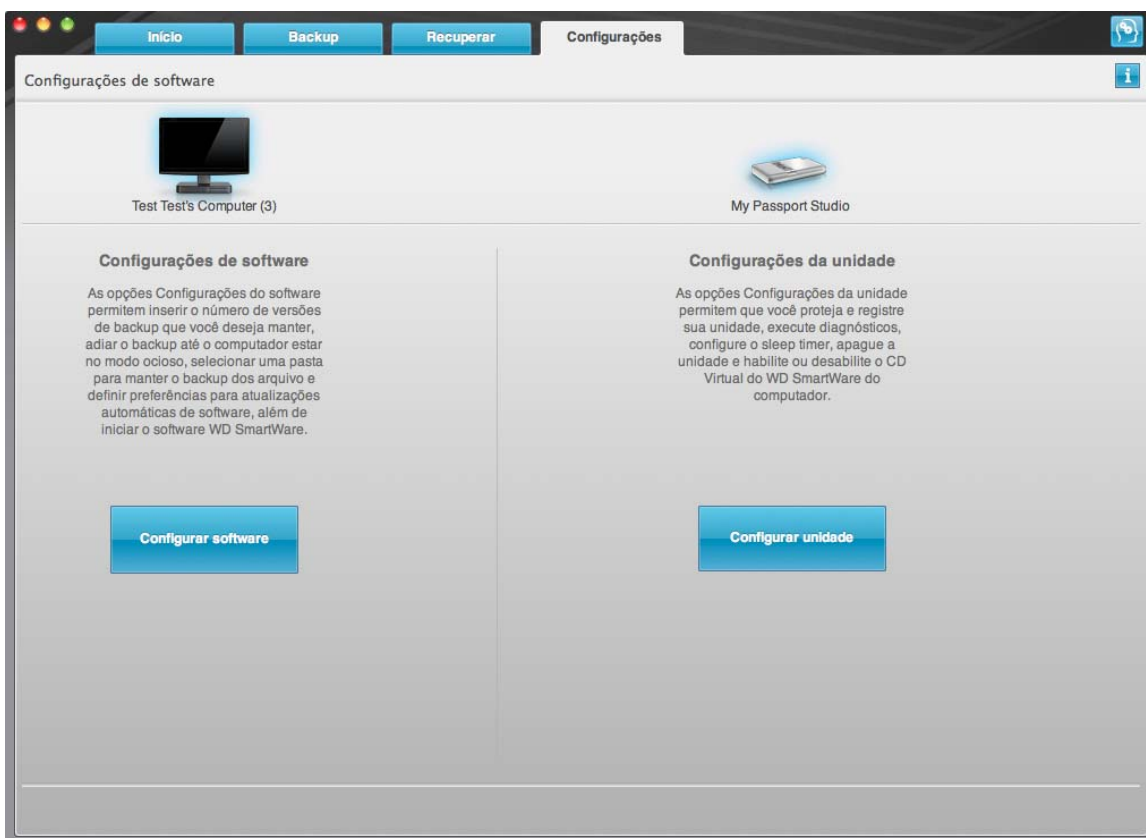 Início
Backup
Recuperar
Configurações
Configurações de software
i
Test Test's Computer (3)
My Passport Studio
Configurações de software
As opções Configurações do software
permitem inserir o número de versões
de backup que você deseja manter,
adiar o backup até o computador estar
no modo ocioso, selecionar uma pasta
para manter o backup dos arquivo e
definir preferências para atualizações
automáticas de software, além de
iniciar o software WD SmartWare.
Configurar software
Configurações da unidade
As opções Configurações da unidade
permitem que você proteja e registre
sua unidade, execute diagnósticos,
configure o sleep timer, apague a
unidade e habilite ou desabilite o CD
Virtual do WD SmartWare do
computador.
Configurar unidade